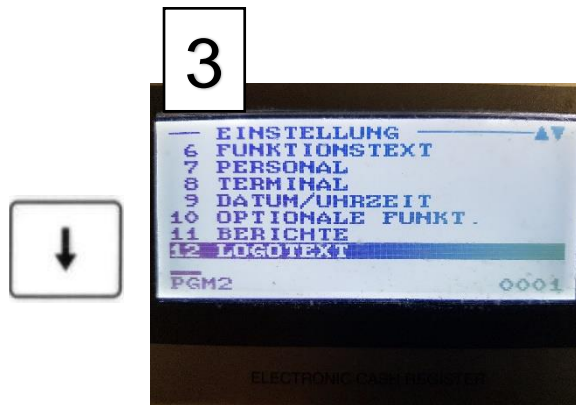 3
EINSTELLUNG
6 FUNKTIONSTEXT
7 PERSONAL
8 TERMINAL
9 DATUM/UHRZEIT
10 OPTIONALE FUNKT.
11 BERICHTE
12 LOGOTEXT
PGM2 0001
ELECTRONIC CASH REGISTER